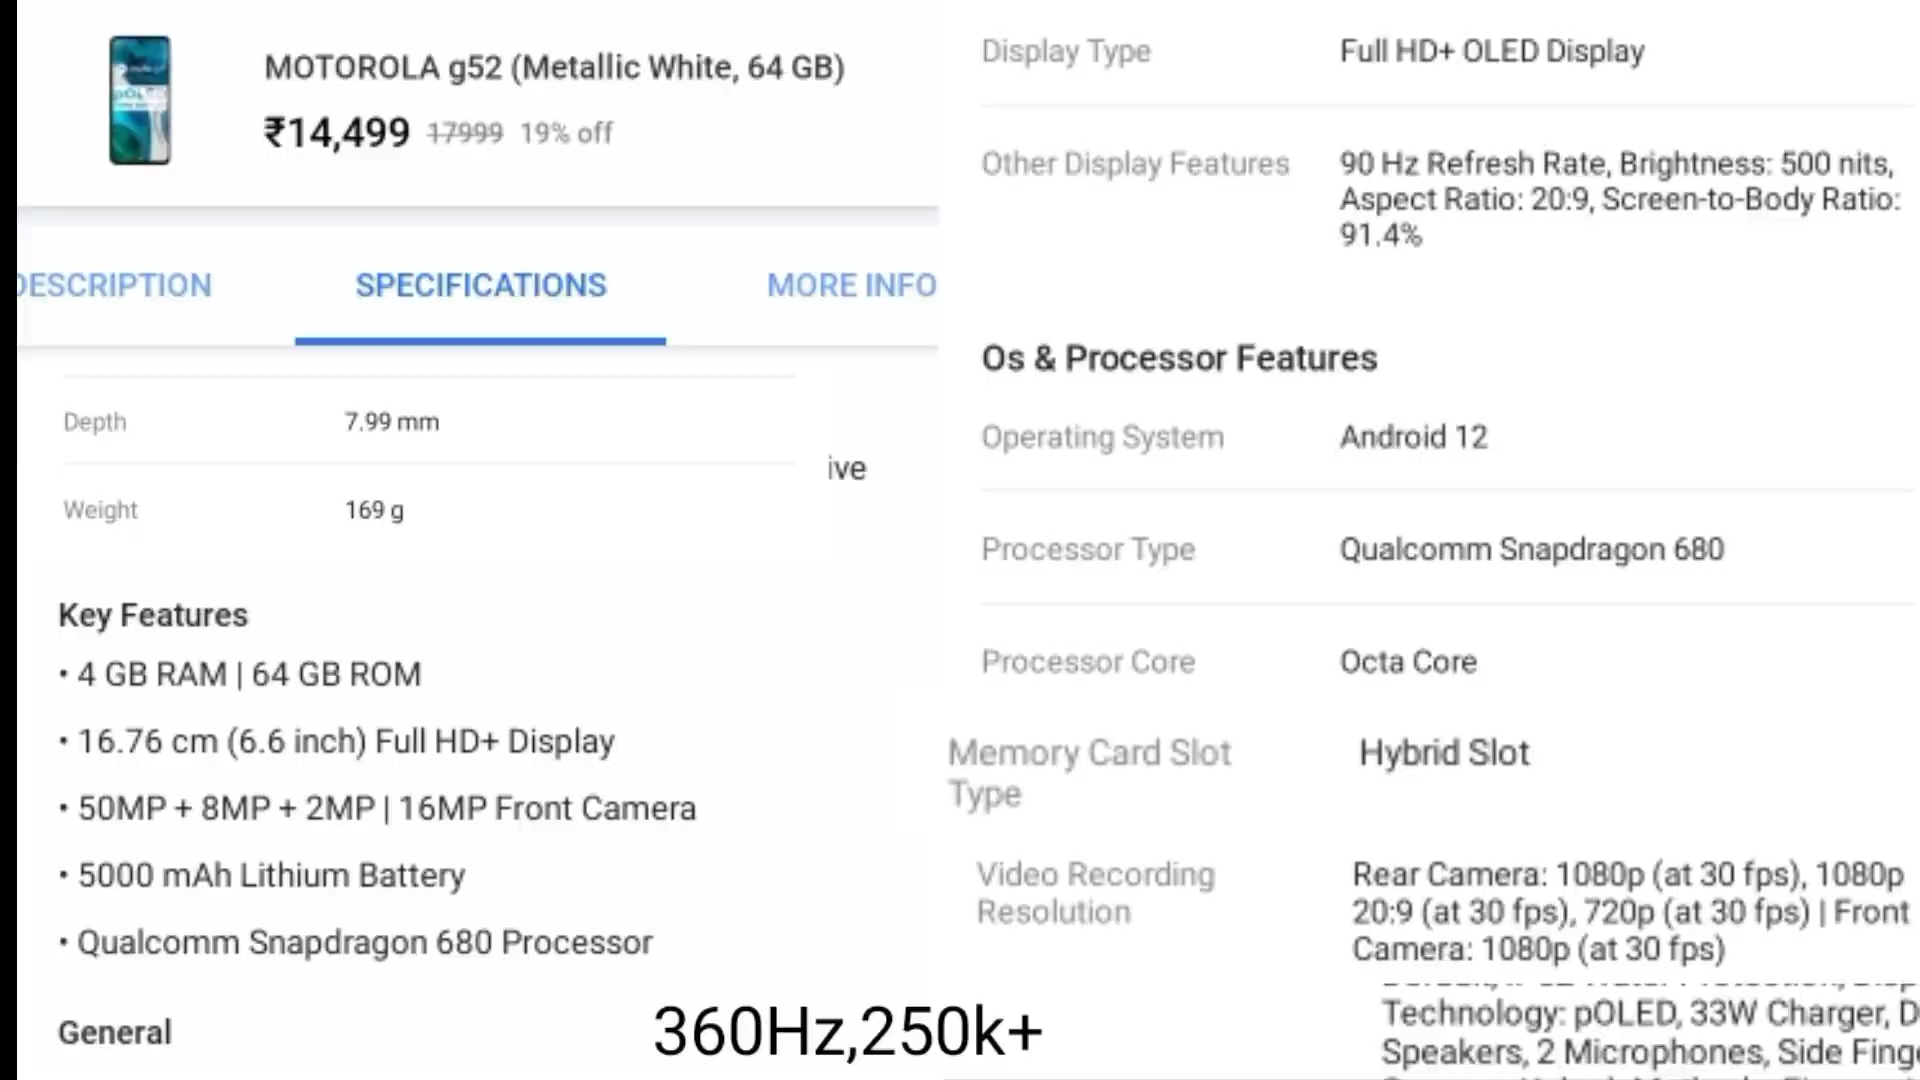 MOTOROLA g52 (Metallic White, 64 GB)
₹14,499 17999 19% off
DESCRIPTION SPECIFICATIONS MORE INFO
Depth 7.99 mm
ive
Weight 169 g
Key Features
• 4 GB RAM | 64 GB ROM
• 16.76 cm (6.6 inch) Full HD+ Display
• 50MP + 8MP + 2MP | 16MP Front Camera
• 5000 mAh Lithium Battery
• Qualcomm Snapdragon 680 Processor
General
360Hz,250k+
Display Type Full HD+ OLED Display
Other Display Features 90 Hz Refresh Rate, Brightness: 500 nits,
Aspect Ratio: 20:9, Screen-to-Body Ratio:
91.4%
Os & Processor Features
Operating System Android 12
Processor Type Qualcomm Snapdragon 680
Processor Core Octa Core
Memory Card Slot Hybrid Slot
Type
Video Recording Rear Camera: 1080p (at 30 fps), 1080p
Resolution 20:9 (at 30 fps), 720p (at 30 fps) | Front
Camera: 1080p (at 30 fps)
Technology: pOLED, 33W Charger, D
Speakers, 2 Microphones, Side Fing